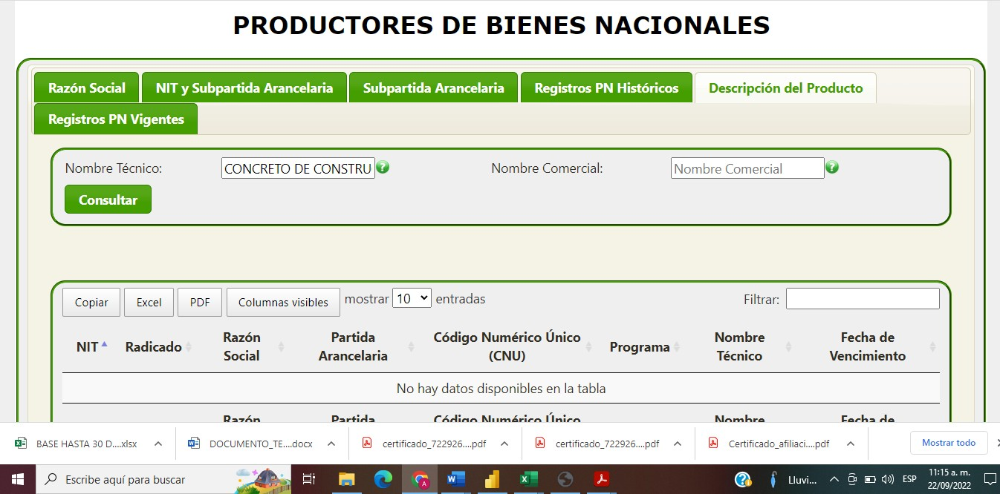 PRODUCTORES DE BIENES NACIONALES
Razón Social NIT y Subpartida Arancelaria Subpartida Arancelaria Registros PN Históricos Descripción del Producto
Registros PN Vigentes
Nombre Técnico: CONCRETO DE CONSTRU Nombre Comercial: Nombre Comercial
Consultar
Copiar Excel PDF Columnas visibles mostrar 10 entradas Filtrar:
NIT Radicado Razón Social Partida Arancelaria Código Numérico Único (CNU) Programa Nombre Técnico Fecha de Vencimiento
No hay datos disponibles en la tabla
Razón Partida Código Numérico Único Nombre Fecha de
BASE HASTA 30 D....xlsx DOCUMENTO_TE....docx certificado_722926....pdf certificado_722926....pdf Certificado_afiliaci....pdf Mostrar todo
Escribe aquí para buscar Lluvi... ESP 11:15 a. m.
22/09/2022